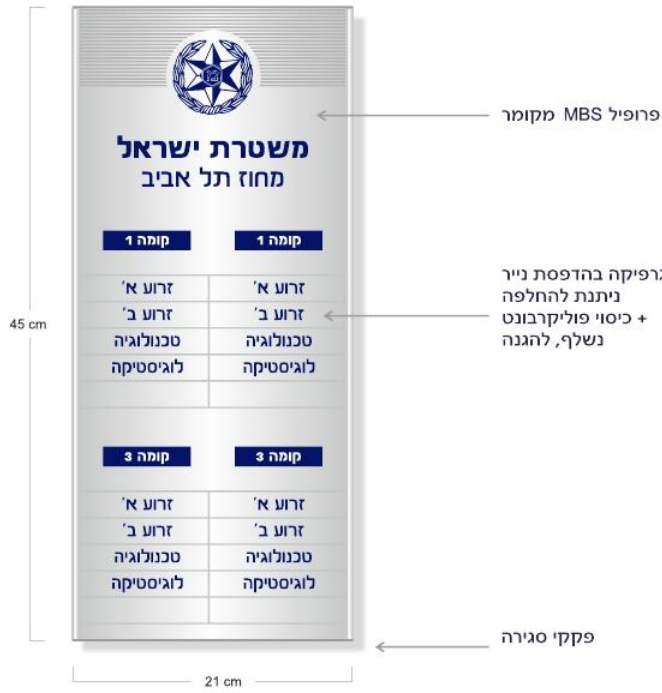 משטרת ישראל
מחוז תל אביב
קומה 1
קומה 1
זרוע א׳
זרוע א׳
זרוע ב׳
זרוע ב׳
טכנולוגיה
טכנולוגיה
לוגיסטיקה
לוגיסטיקה
קומה 3
קומה 3
זרוע א׳
זרוע א׳
זרוע ב׳
זרוע ב׳
טכנולוגיה
טכנולוגיה
לוגיסטיקה
לוגיסטיקה
פרופיל MBS מקומר
גרפיקה בהדפסת נייר
ניתנת להחלפה
+ כיסוי פוליקרבונט
נשלף, להגנה
פקקי סגירה
45 cm
21 cm